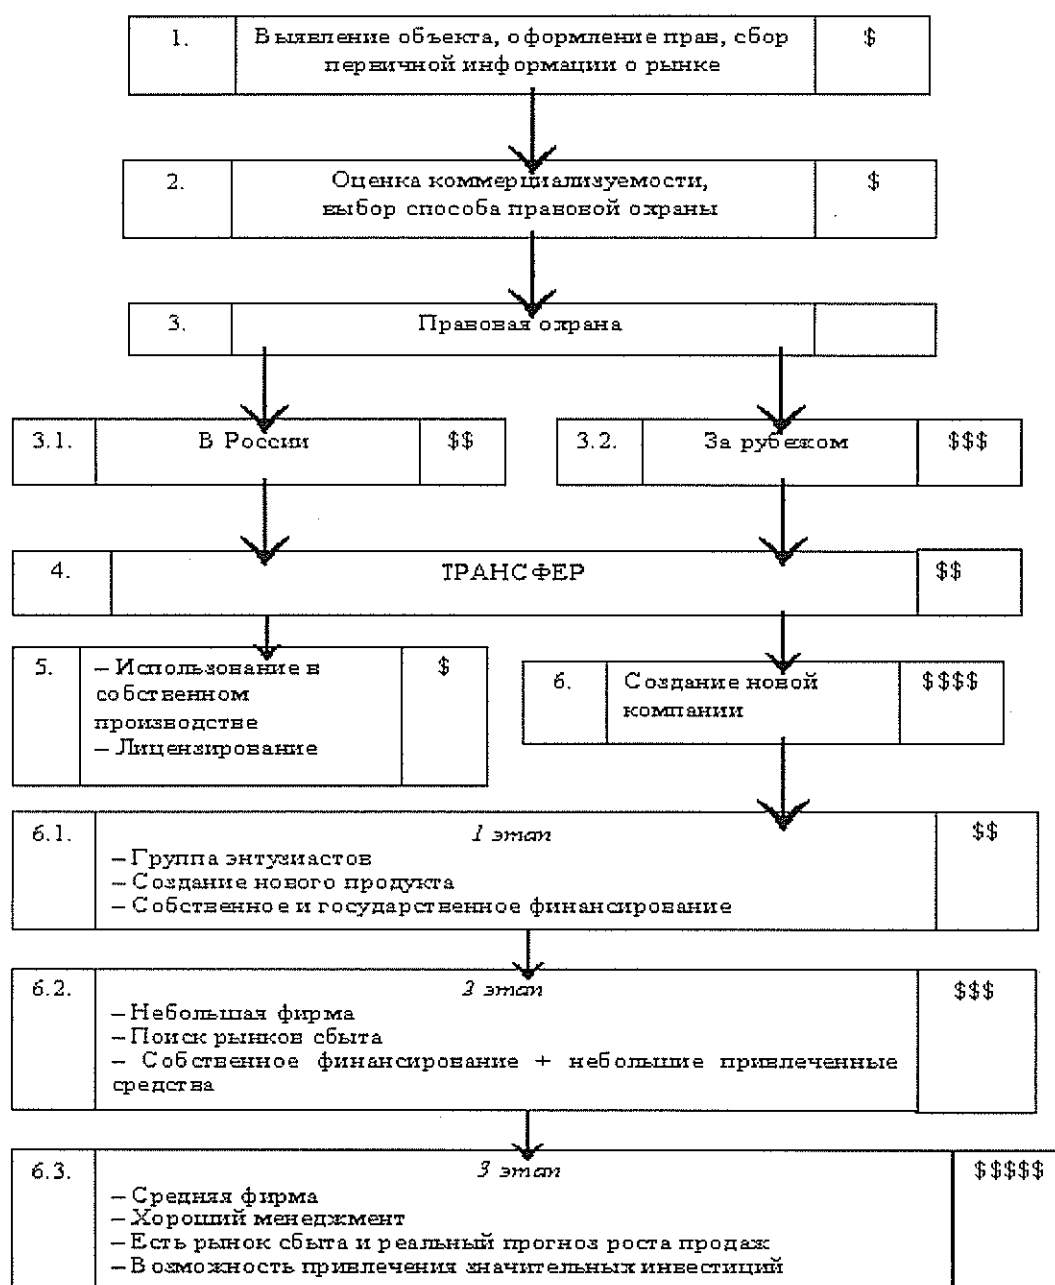 1. Выявление объекта, оформление прав, сбор $
первичной информации о рынке
2. Оценка коммерциализуемости, $
выбор способа правовой охраны
3. Правовая охрана
3.1. В России $$ 3.2. За рубежом $$$
4. ТРАНСФЕР $$
5. – Использование в $
собственном
производстве
– Лицензирование
6. Создание новой $$$$
компании
6.1. 1 этап $$
– Группа энтузиастов
– Создание нового продукта
– Собственное и государственное финансирование
6.2. 2 этап $$$
– Небольшая фирма
– Поиск рынков сбыта
– Собственное финансирование + небольшие привлеченные
средства
6.3. 3 этап $$$$$
– Средняя фирма
– Хороший менеджмент
– Есть рынок сбыта и реальный прогноз роста продаж
– Возможность привлечения значительных инвестиций